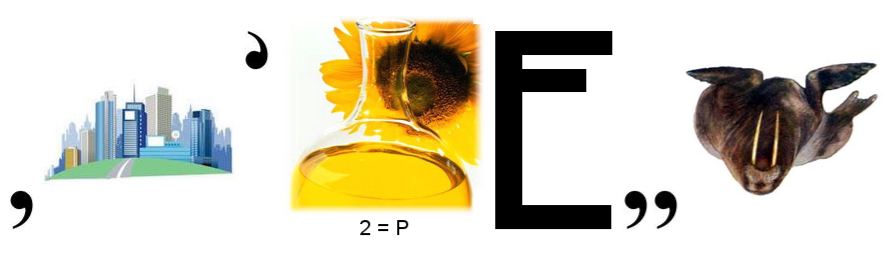 , ‘ E ,,
2 = P